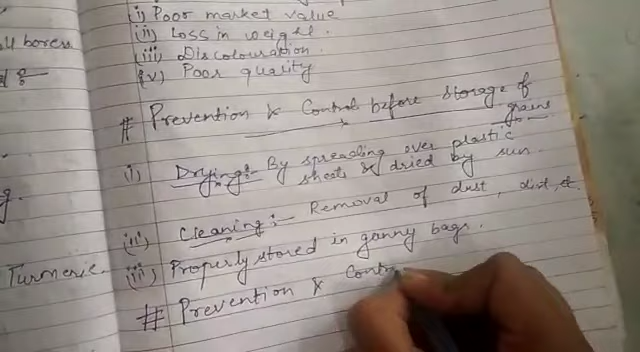 (i) Poor market value
(ii) Loss in weight.
(iii) Discolouration.
(iv) Poor quality
# Prevention & Control before storage of
grains
(i) Drying:- By spreading over plastic
sheets & dried by sun.
(ii) Cleaning:- Removal of dust, dirt, etc.
(iii) Properly stored in ganny bags.
# Prevention & Contr
borers
Turmeric.